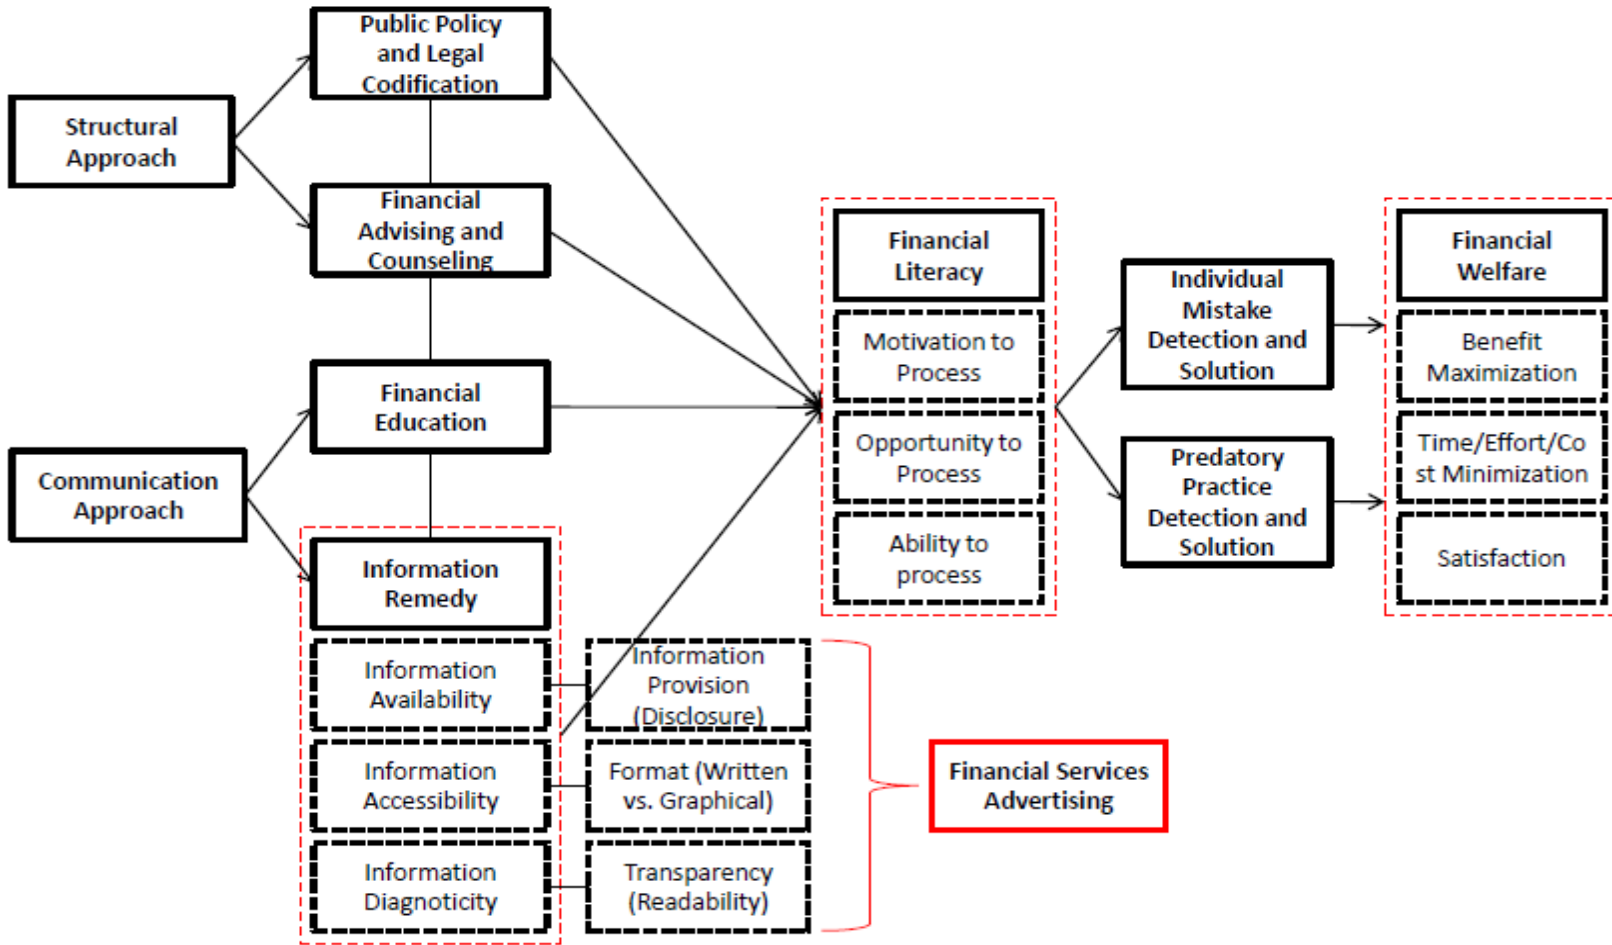 Public Policy
and Legal
Codification
Structural
Approach
Financial
Advising and
Counseling
Financial
Education
Communication
Approach
Information
Remedy
Information
Availability
Information
Accessibility
Information
Diagnoticity
Information
Provision
(Disclosure)
Format (Written
vs. Graphical)
Transparency
(Readability)
Financial Services
Advertising
Financial
Literacy
Motivation to
Process
Opportunity to
Process
Ability to
process
Individual
Mistake
Detection and
Solution
Predatory
Practice
Detection and
Solution
Financial
Welfare
Benefit
Maximization
Time/Effort/Co
st Minimization
Satisfaction